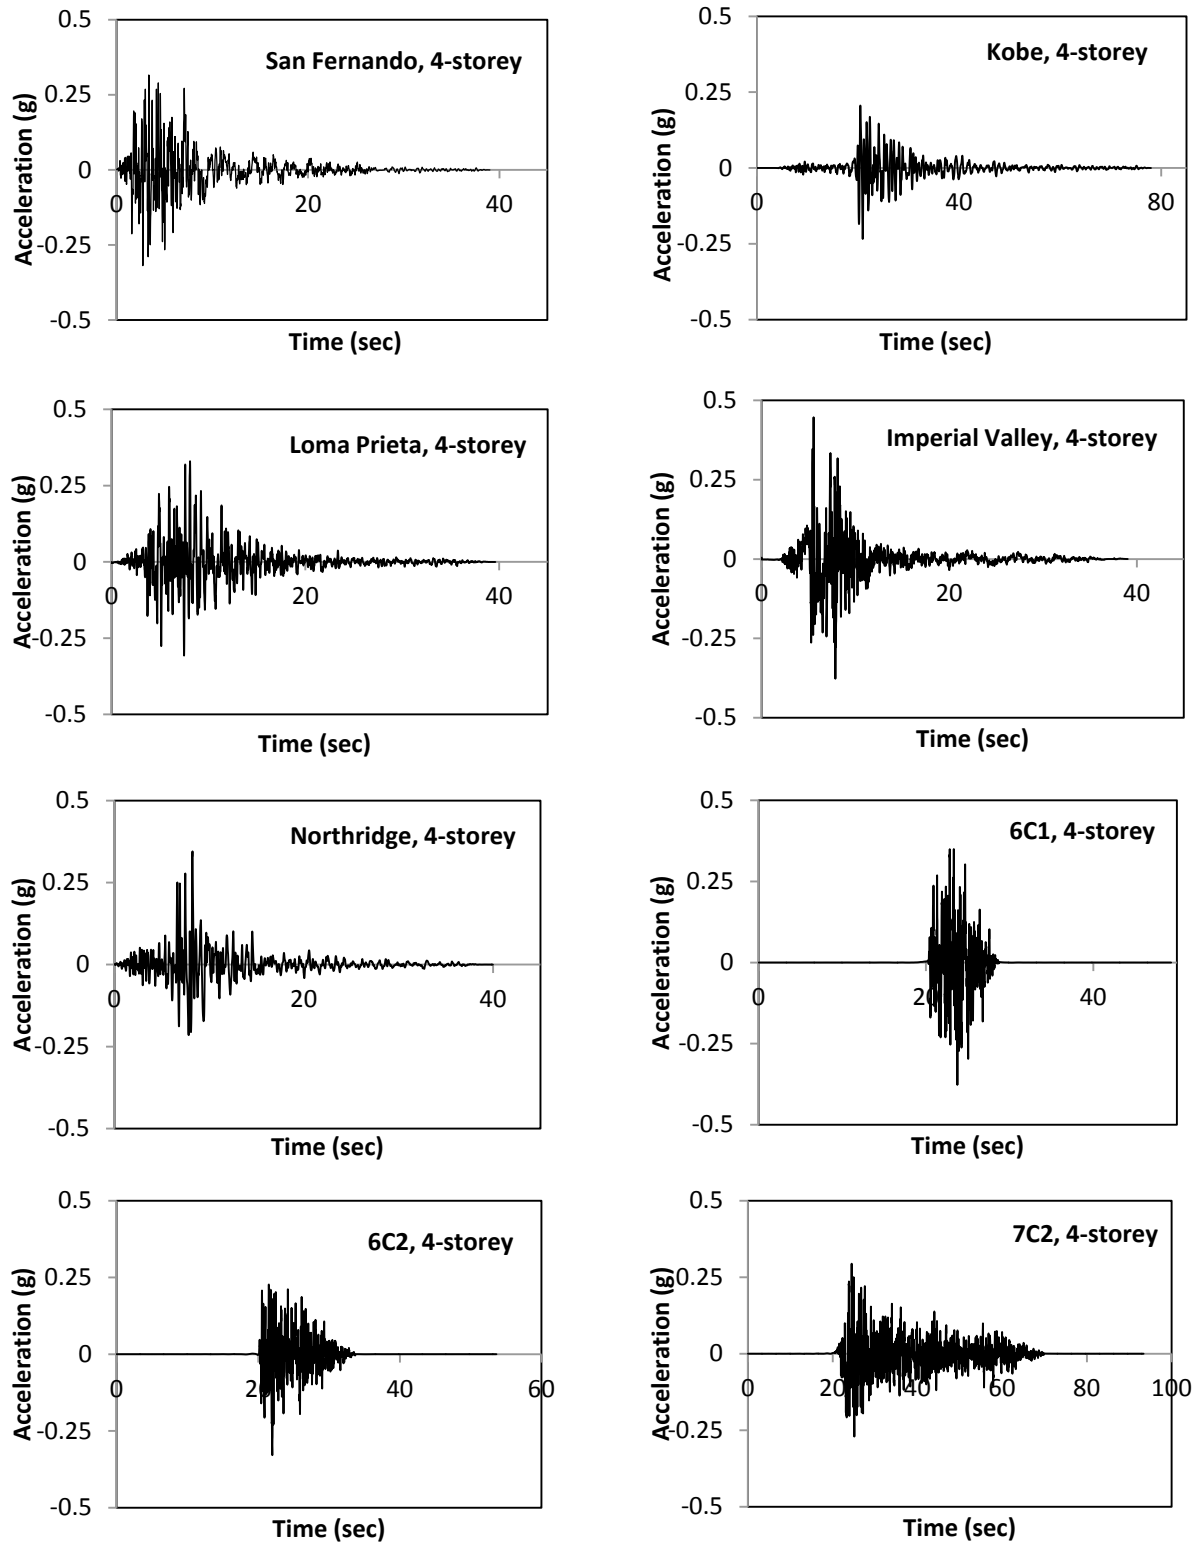 San Fernando, 4-storey
Acceleration (g)
0.5
0.25
0
-0.25
-0.5
0 20 40
Time (sec)
Kobe, 4-storey
Acceleration (g)
0.5
0.25
0
-0.25
-0.5
0 20 40 80
Time (sec)
Loma Prieta, 4-storey
Acceleration (g)
0.5
0.25
0
-0.25
-0.5
0 20 40
Time (sec)
Imperial Valley, 4-storey
Acceleration (g)
0.5
0.25
0
-0.25
-0.5
0 20 40
Time (sec)
Northridge, 4-storey
Acceleration (g)
0.5
0.25
0
-0.25
-0.5
0 20 40
Time (sec)
6C1, 4-storey
Acceleration (g)
0.5
0.25
0
-0.25
-0.5
0 20 40
Time (sec)
6C2, 4-storey
Acceleration (g)
0.5
0.25
0
-0.25
-0.5
0 20 40 60
Time (sec)
7C2, 4-storey
Acceleration (g)
0.5
0.25
0
-0.25
-0.5
0 20 40 60 80 100
Time (sec)